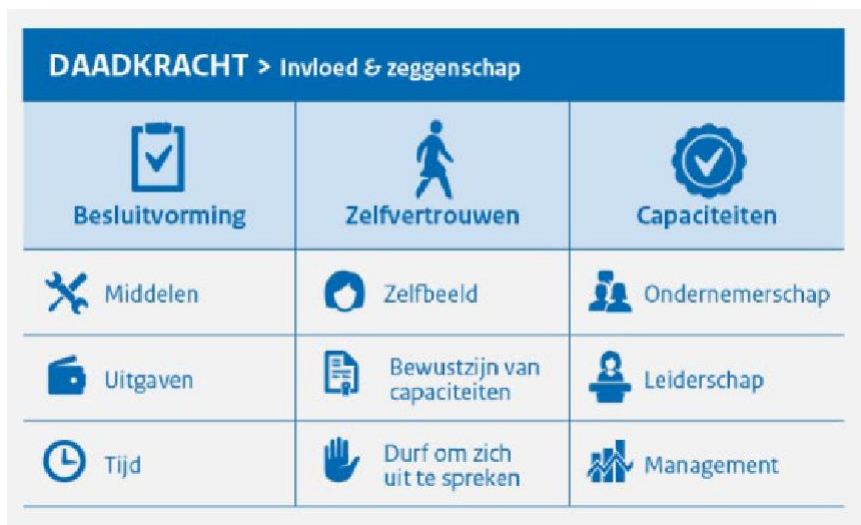 DAADKRACHT > Invloed & zeggenschap
Besluitvorming
Zelfvertrouwen
Capaciteiten
Middelen
Zelfbeeld
Ondernemerschap
Uitgaven
Bewustzijn van
capaciteiten
Leiderschap
Tijd
Durf om zich
uit te spreken
Management